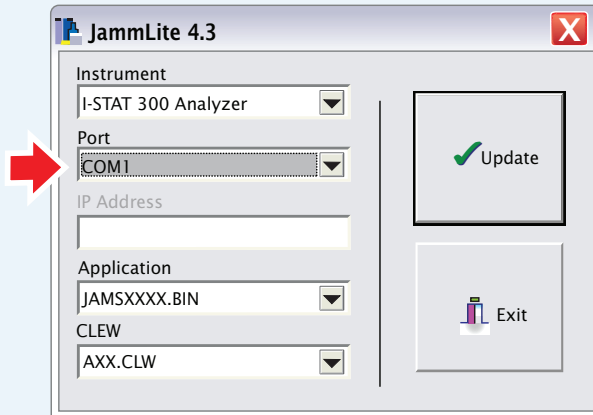 JammLite 4.3
Instrument
I-STAT 300 Analyzer
Port
COM1
IP Address
Application
JAMSXXXX.BIN
CLEW
AXX.CLW
Update
Exit